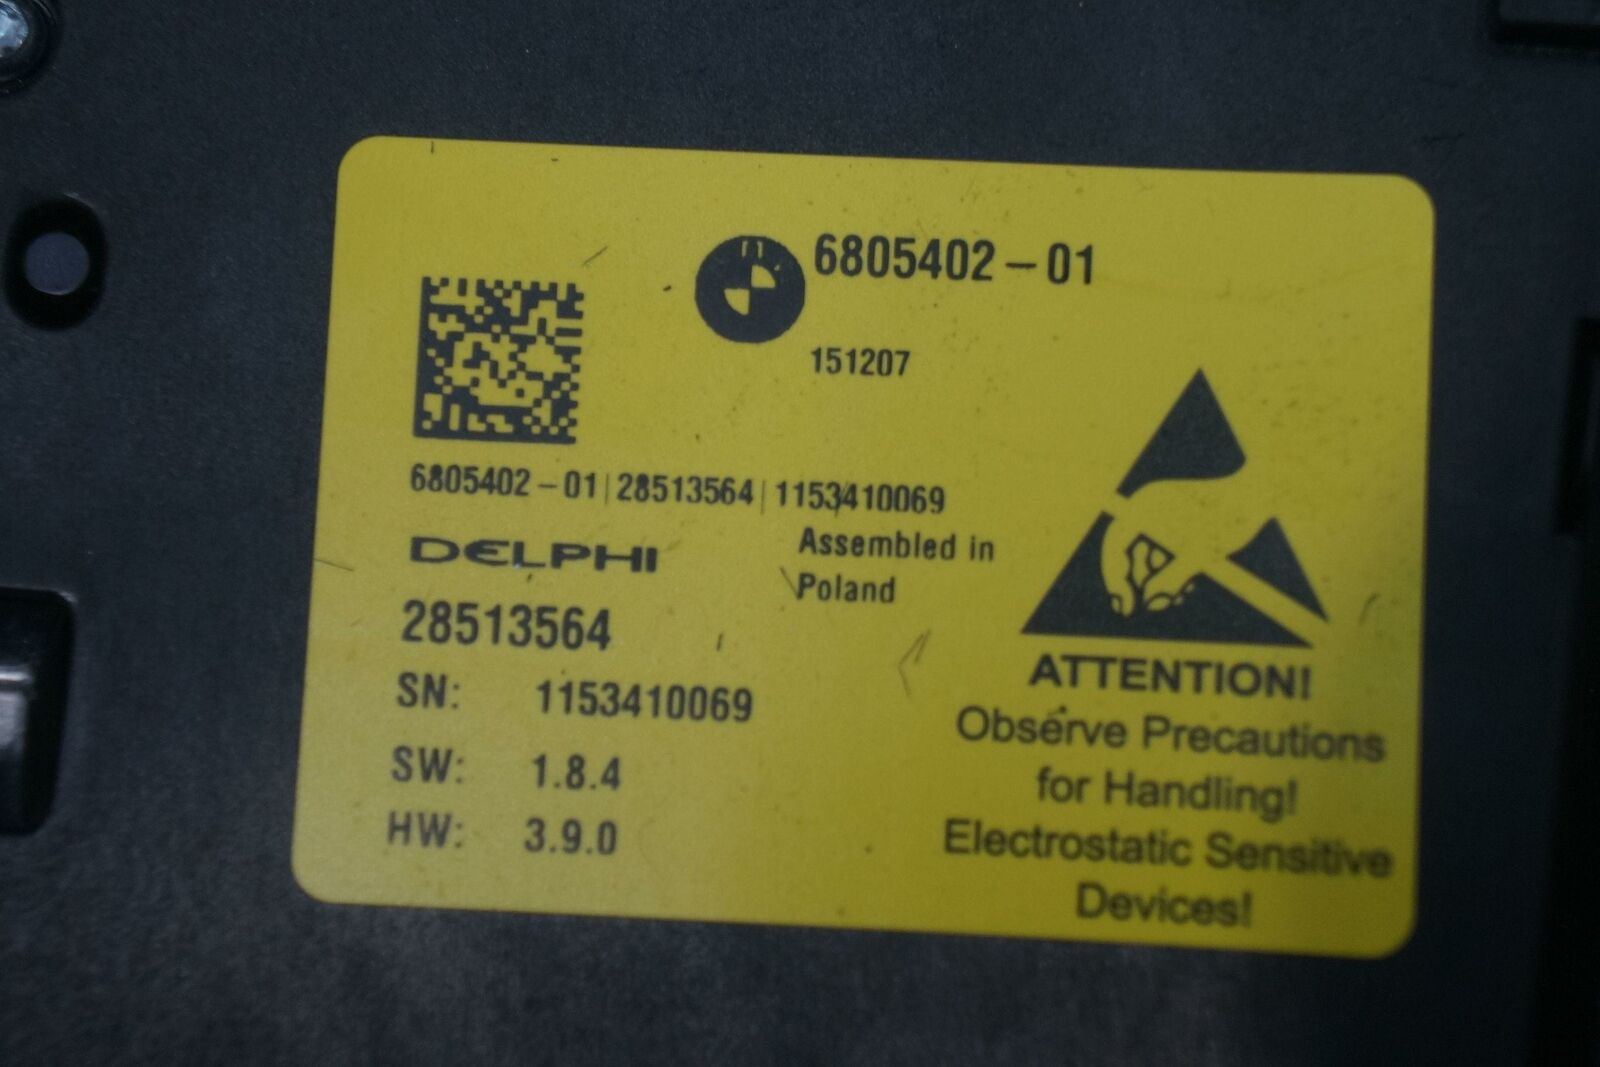 6805402-01
151207
6805402-01|28513564|1153410069
DELPHI
Assembled in
Poland
28513564
SN: 1153410069
SW: 1.8.4
HW: 3.9.0
ATTENTION!
Observe Precautions
for Handling!
Electrostatic Sensitive
Devices!